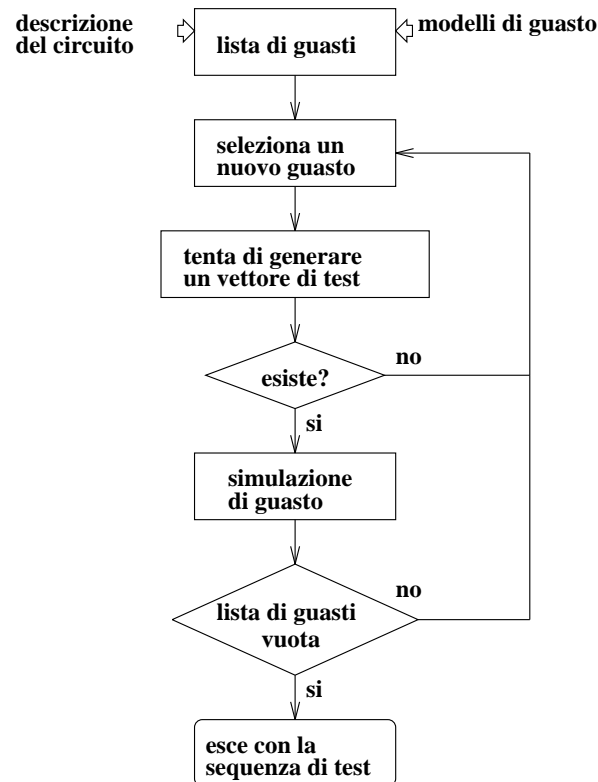 descrizione
del circuito
lista di guasti
modelli di guasto
seleziona un
nuovo guasto
tenta di generare
un vettore di test
esiste?
no
si
simulazione
di guasto
no
lista di guasti
vuota
si
esce con la
sequenza di test